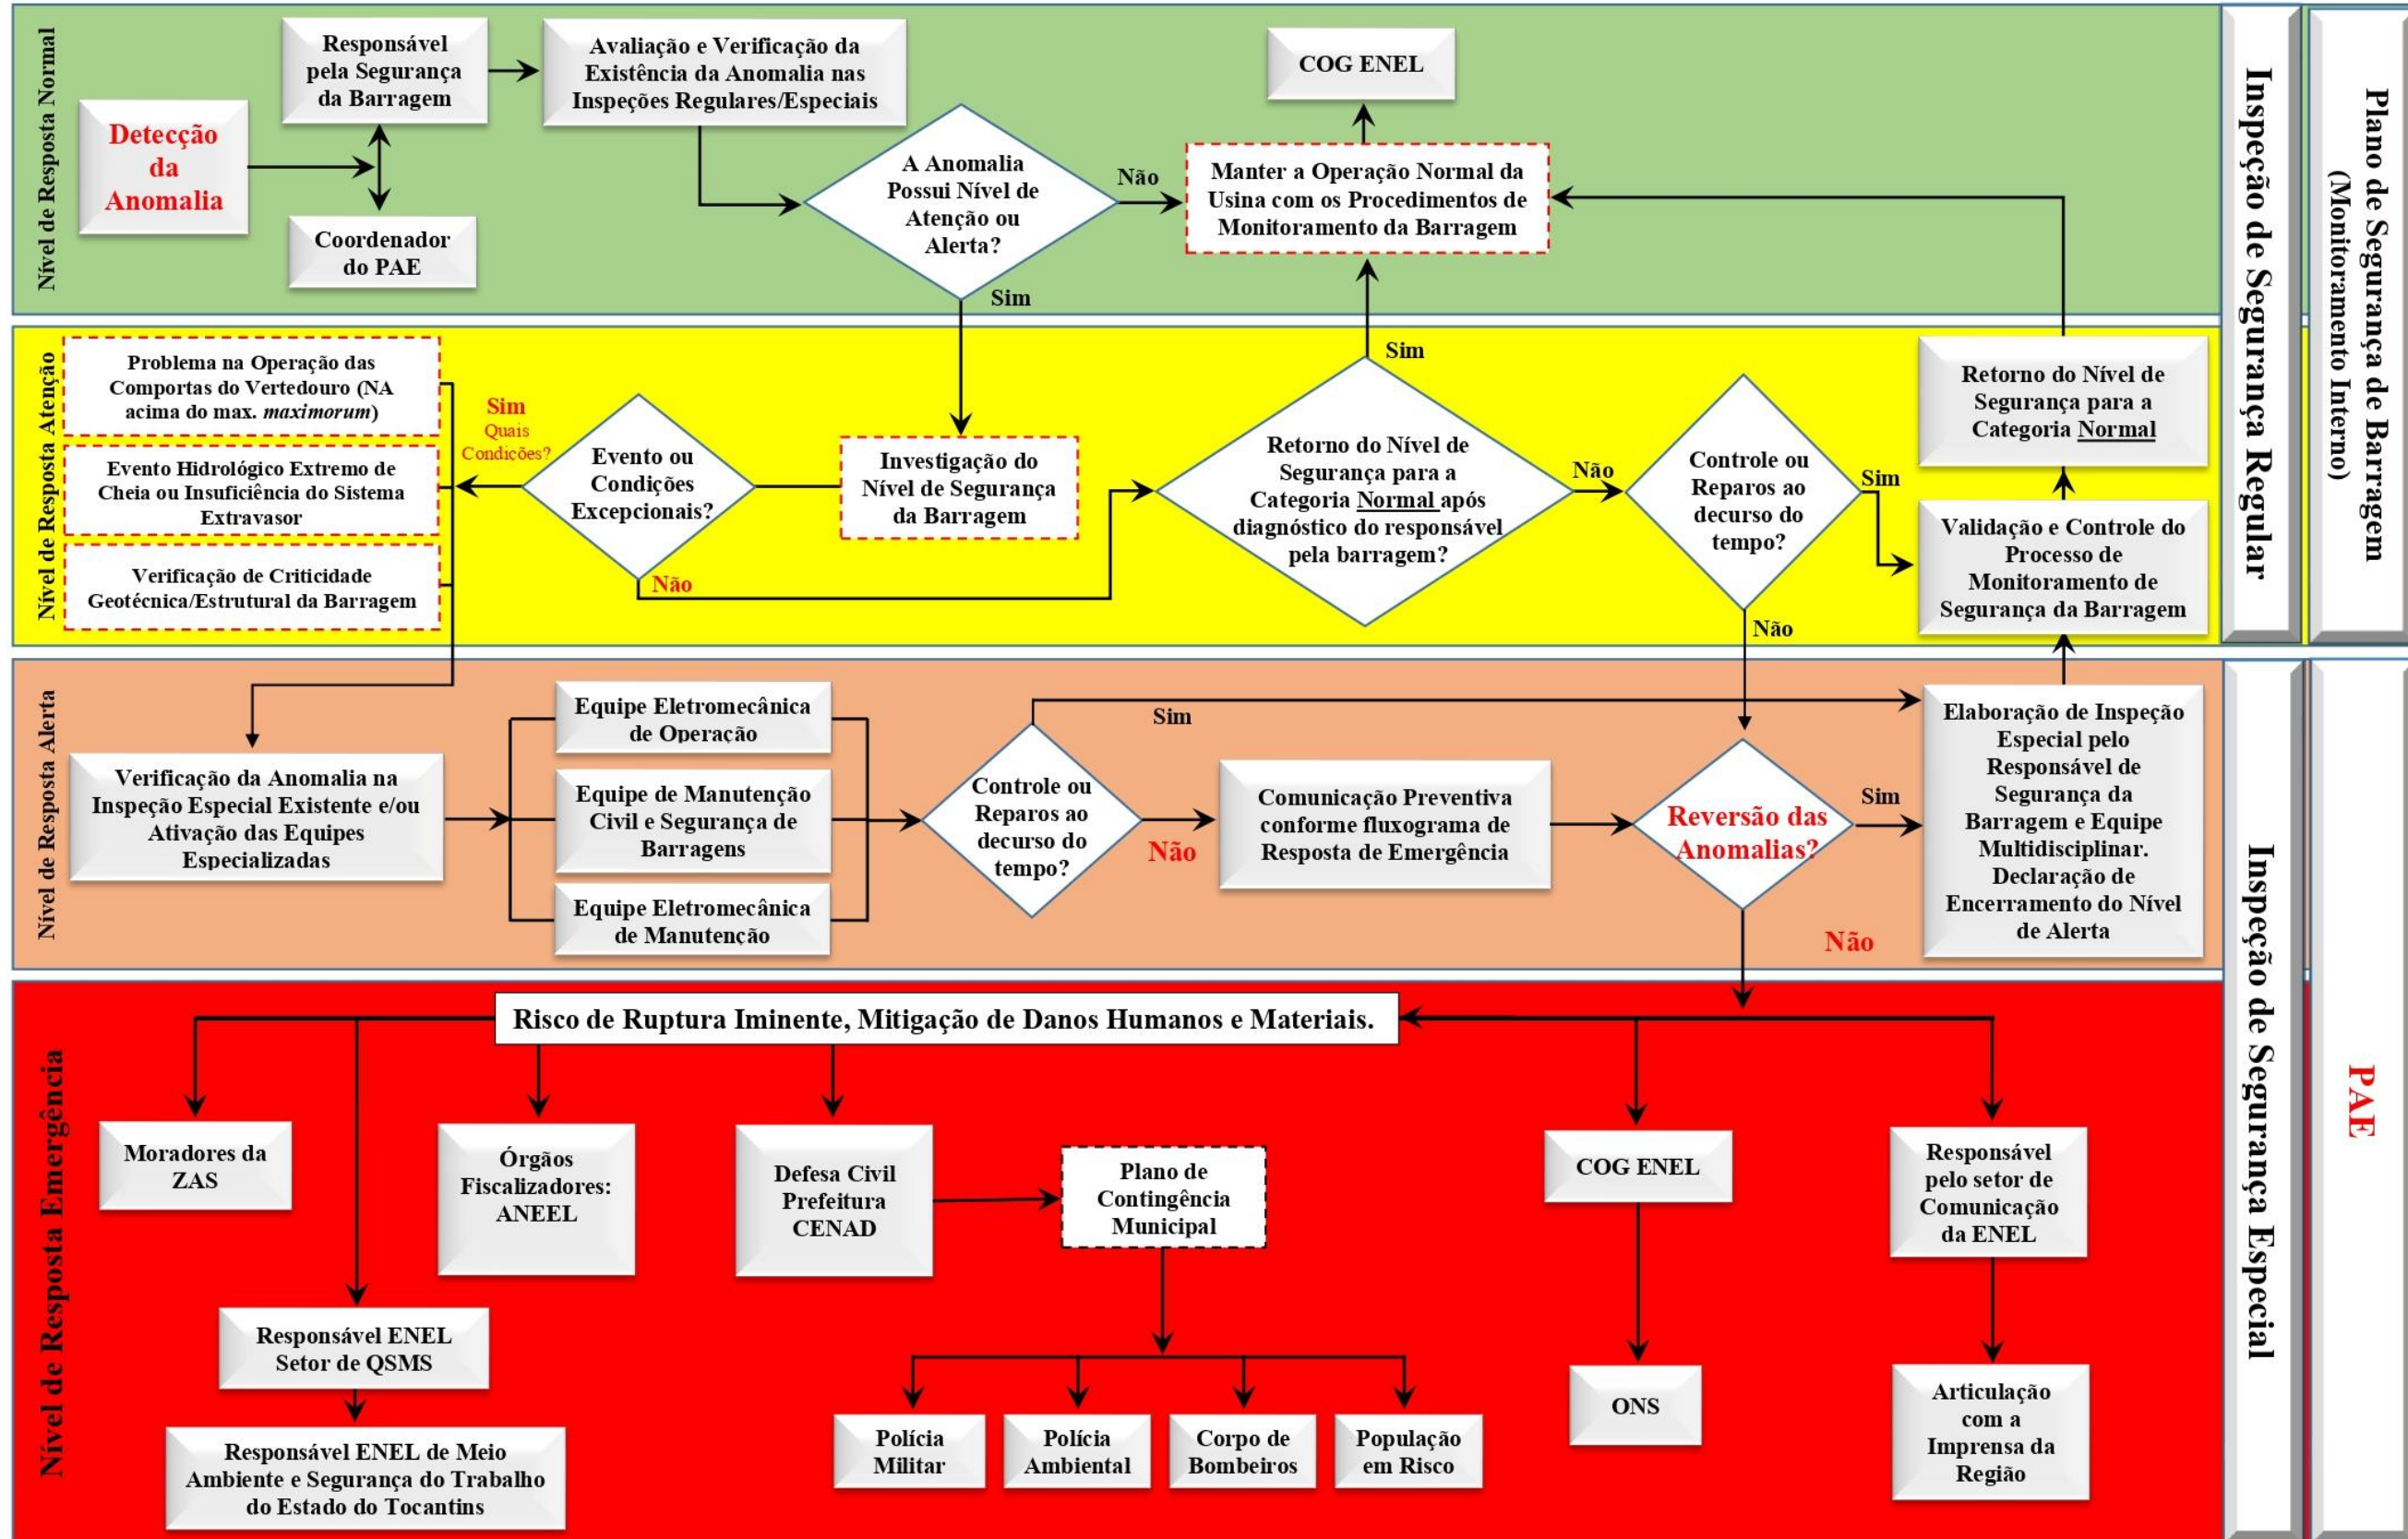 Nível de Resposta Normal
Detecção
da
Anomalia
Responsável
pela Segurança
da Barragem
Coordenador
do PAE
Avaliação e Verificação da
Existência da Anomalia nas
Inspeções Regulares/Especiais
A Anomalia
Possui Nível de
Atenção ou
Alerta?
Não
Sim
COG ENEL
Manter a Operação Normal da
Usina com os Procedimentos de
Monitoramento da Barragem
Nível de Resposta Atenção
Problema na Operação das
Comportas do Vertedouro (NA
acima do max. maximorum)
Evento Hidrológico Extremo de
Cheia ou Insuficiência do Sistema
Extravasor
Verificação de Criticidade
Geotécnica/Estrutural da Barragem
Sim
Quais
Condições?
Evento ou
Condições
Excepcionais?
Não
Investigação do
Nível de Segurança
da Barragem
Sim
Retorno do Nível de
Segurança para a
Categoria Normal após
diagnóstico do responsável
pela barragem?
Não
Controle ou
Reparos ao
decurso do
tempo?
Sim
Não
Retorno do Nível de
Segurança para a
Categoria Normal
Validação e Controle do
Processo de
Monitoramento de
Segurança da Barragem
Inspeção de Segurança Regular
Plano de Segurança de Barragem
(Monitoramento Interno)
Nível de Resposta Alerta
Verificação da Anomalia na
Inspeção Especial Existente e/ou
Ativação das Equipes
Especializadas
Equipe Eletromecânica
de Operação
Equipe de Manutenção
Civil e Segurança de
Barragens
Equipe Eletromecânica
de Manutenção
Controle ou
Reparos ao
decurso do
tempo?
Sim
Não
Comunicação Preventiva
conforme fluxograma de
Resposta de Emergência
Reversão das
Anomalias?
Sim
Não
Elaboração de Inspeção
Especial pelo
Responsável de
Segurança da
Barragem e Equipe
Multidisciplinar.
Declaração de
Encerramento do Nível
de Alerta
Nível de Resposta Emergência
Risco de Ruptura Iminente, Mitigação de Danos Humanos e Materiais.
Moradores da
ZAS
Responsável ENEL
Setor de QSMS
Responsável ENEL de Meio
Ambiente e Segurança do Trabalho
do Estado do Tocantins
Órgãos
Fiscalizadores:
ANEEL
Defesa Civil
Prefeitura
CENAD
Plano de
Contingência
Municipal
Polícia
Militar
Polícia
Ambiental
Corpo de
Bombeiros
População
em Risco
COG ENEL
ONS
Responsável
pelo setor de
Comunicação
da ENEL
Articulação
com a
Imprensa da
Região
Inspeção de Segurança Especial
PAE